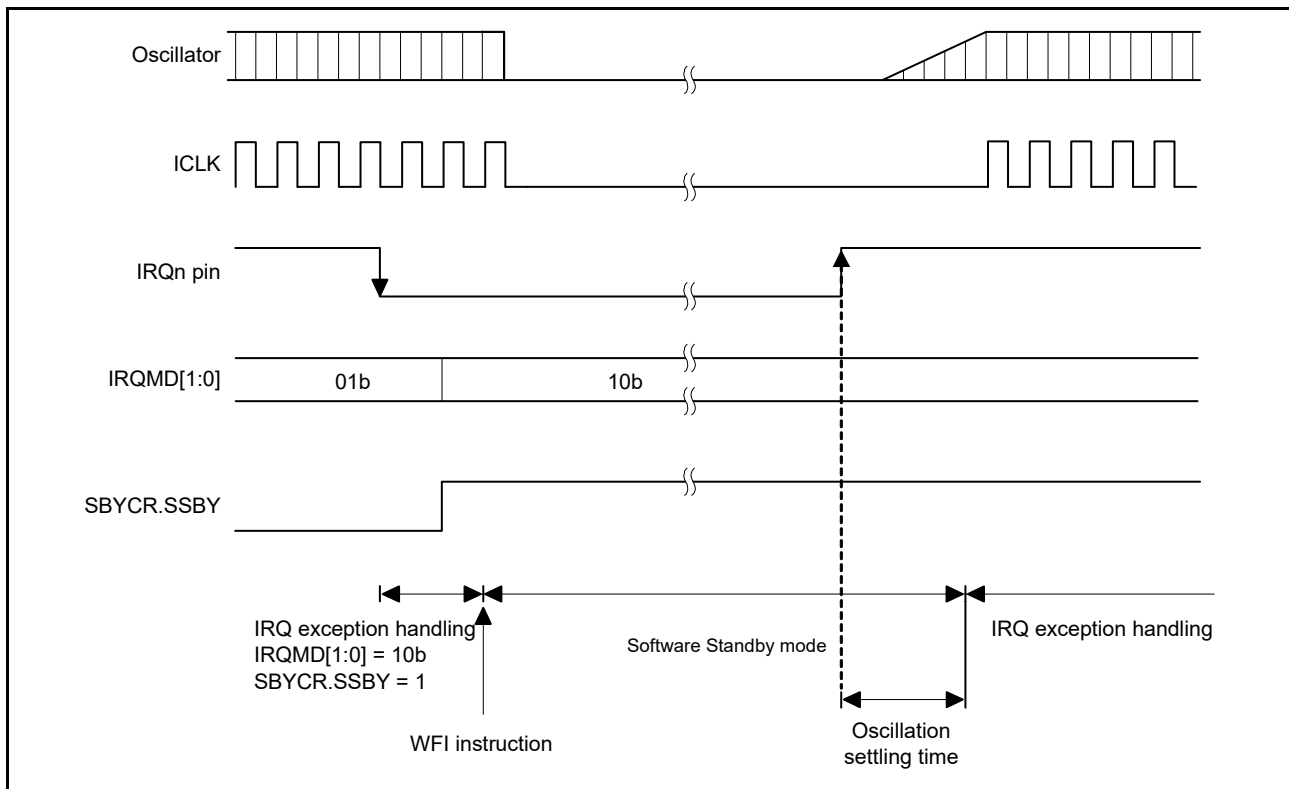 Oscillator
ICLK
IRQn pin
IRQMD[1:0]
01b
10b
SBYCR.SSBY
IRQ exception handling
IRQMD[1:0] = 10b
SBYCR.SSBY = 1
WFI instruction
Software Standby mode
Oscillation
settling time
IRQ exception handling